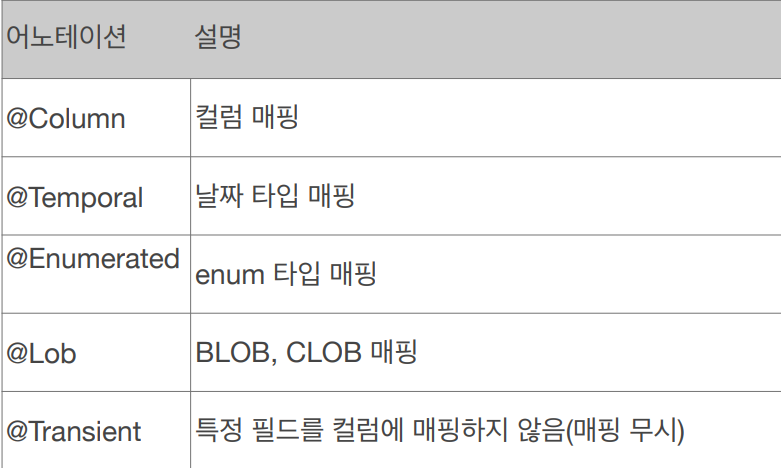 어노테이션 설명
@Column 컬럼 매핑
@Temporal 날짜 타입 매핑
@Enumerated enum 타입 매핑
@Lob BLOB, CLOB 매핑
@Transient 특정 필드를 컬럼에 매핑하지 않음(매핑 무시)